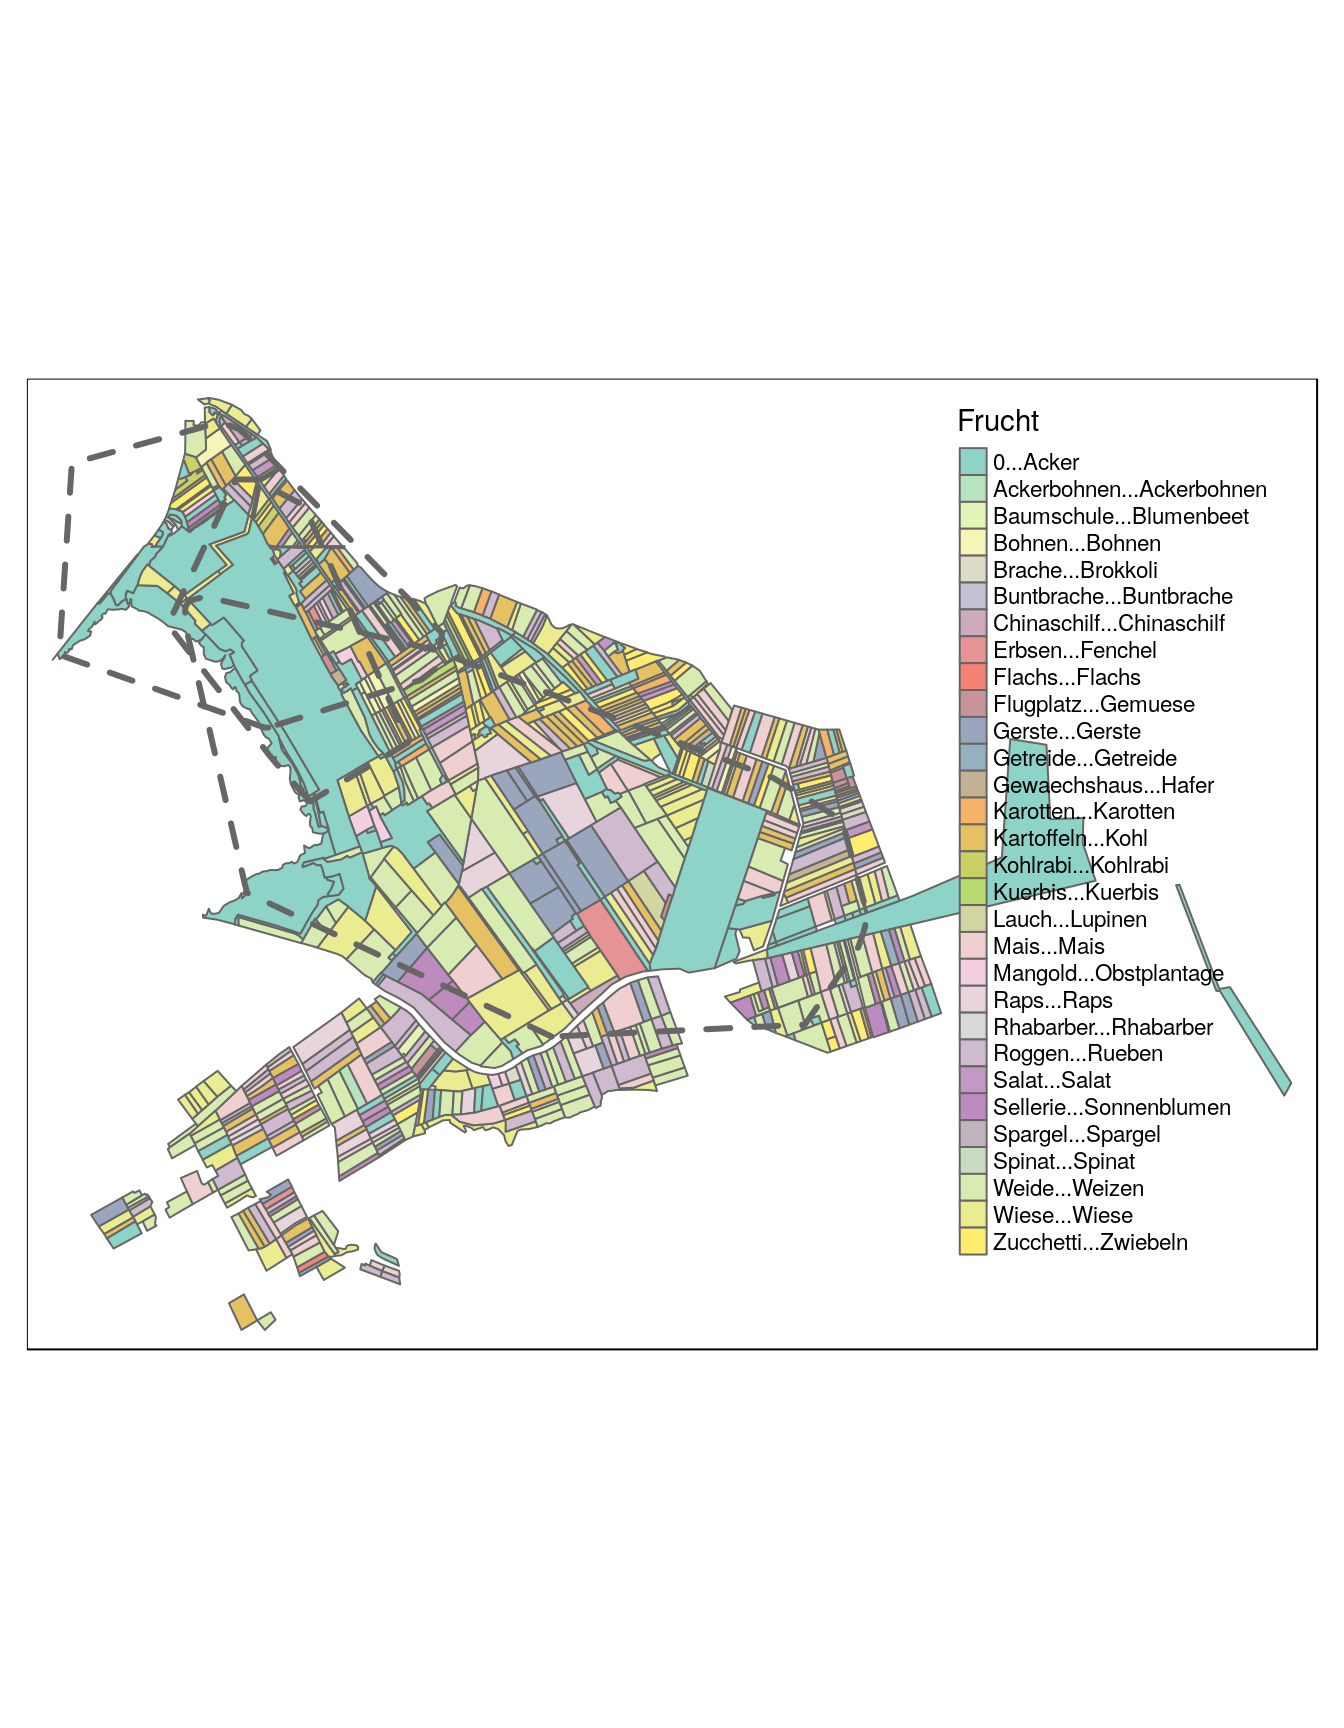 Frucht
0...Acker
Ackerbohnen...Ackerbohnen
Baumschule...Blumenbeet
Bohnen...Bohnen
Brache...Brokkoli
Buntbrache...Buntbrache
Chinaschilf...Chinaschilf
Erbsen...Fenchel
Flachs...Flachs
Flugplatz...Gemuese
Gerste...Gerste
Getreide...Getreide
Gewaechshaus...Hafer
Karotten...Karotten
Kartoffeln...Kohl
Kohlrabi...Kohlrabi
Kuerbis...Kuerbis
Lauch...Lupinen
Mais...Mais
Mangold...Obstplantage
Raps...Raps
Rhabarber...Rhabarber
Roggen...Rueben
Salat...Salat
Sellerie...Sonnenblumen
Spargel...Spargel
Spinat...Spinat
Weide...Weizen
Wiese...Wiese
Zucchetti...Zwiebeln